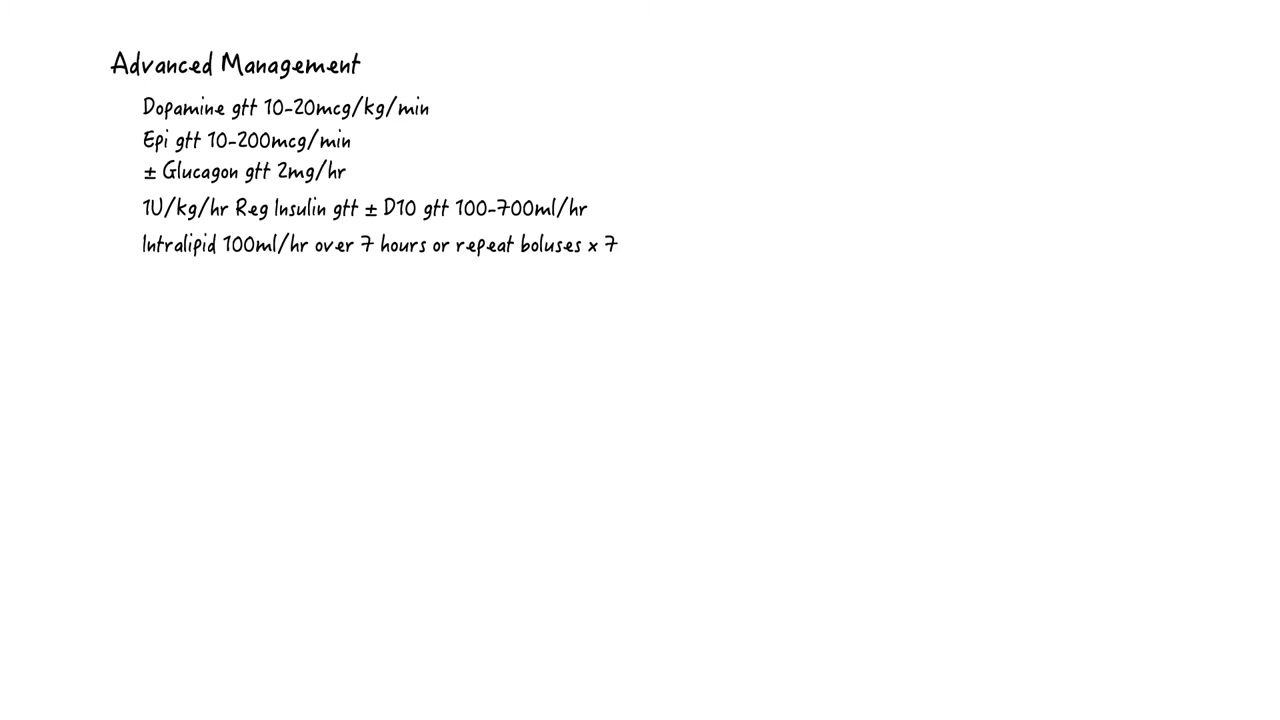 Advanced Management
Dopamine gtt 10-20mcg/kg/min
Epi gtt 10-200mcg/min
± Glucagon gtt 2mg/hr
1U/kg/hr Reg Insulin gtt ± D10 gtt 100-700ml/hr
Intralipid 100ml/hr over 7 hours or repeat boluses x 7